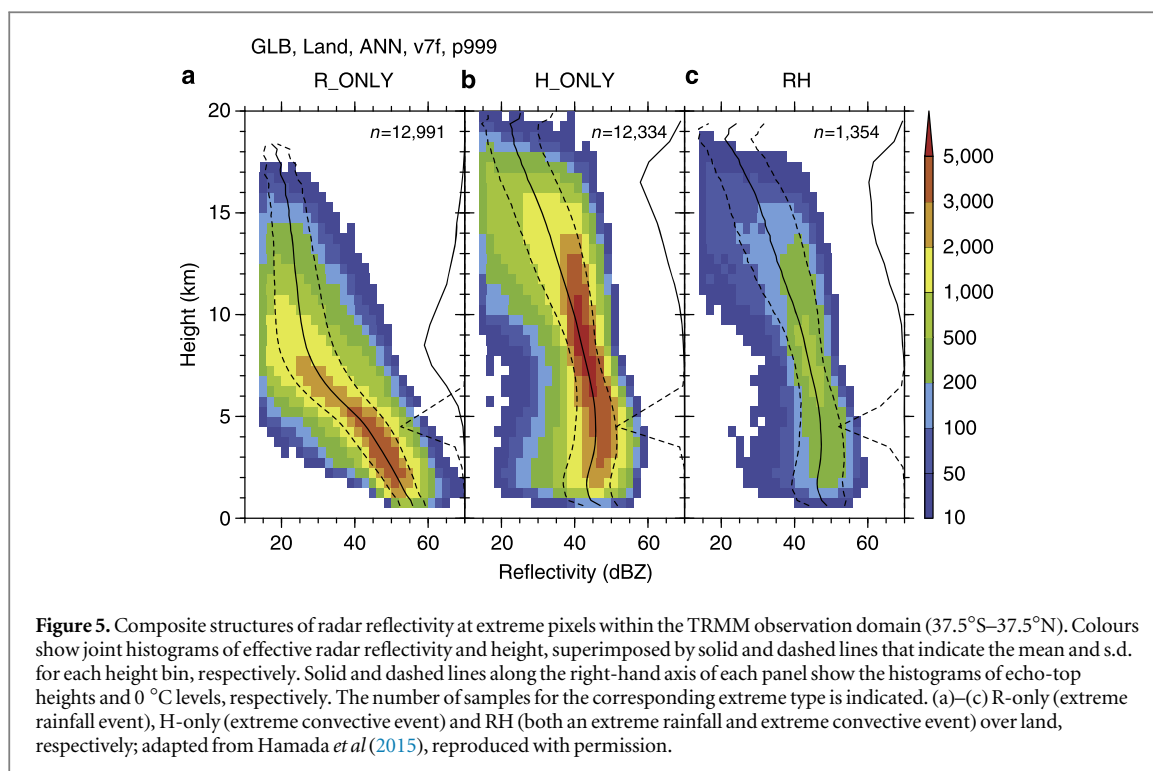 GLB, Land, ANN, v7f, p999
a R_ONLY b H_ONLY c RH
n=12,991 n=12,334 n=1,354
20
15
10
5
0
Height (km)
20 40 60 20 40 60 20 40 60
Reflectivity (dBZ)
5,000
3,000
2,000
1,000
500
200
100
50
10
Figure 5. Composite structures of radar reflectivity at extreme pixels within the TRMM observation domain (37.5°S–37.5°N). Colours
show joint histograms of effective radar reflectivity and height, superimposed by solid and dashed lines that indicate the mean and s.d.
for each height bin, respectively. Solid and dashed lines along the right-hand axis of each panel show the histograms of echo-top
heights and 0 °C levels, respectively. The number of samples for the corresponding extreme type is indicated. (a)–(c) R-only (extreme
rainfall event), H-only (extreme convective event) and RH (both an extreme rainfall and extreme convective event) over land,
respectively; adapted from Hamada et al (2015), reproduced with permission.